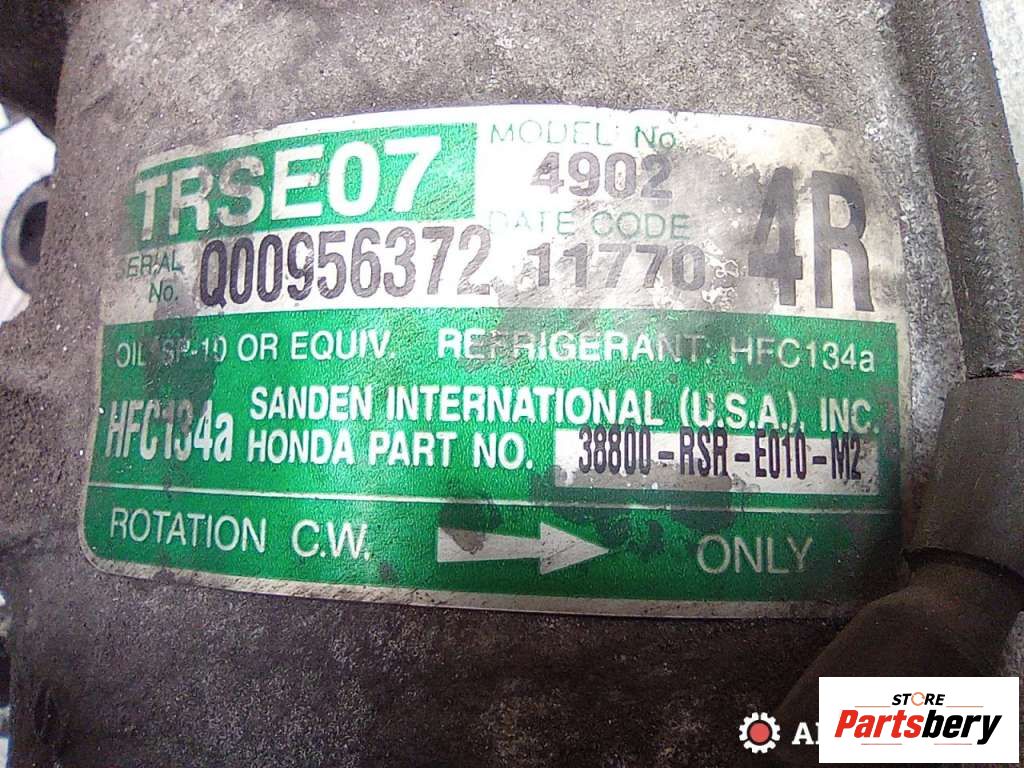 TRSE07
MODEL No.
4902
4R
DATE CODE
11770
SERIAL No. Q00956372
OIL SP-10 OR EQUIV. REFRIGERANT: HFC134a
HFC134a
SANDEN INTERNATIONAL (U.S.A.), INC.
HONDA PART NO. 38800-RSR-E010-M2
ROTATION C.W. ONLY
STORE
Partsbery